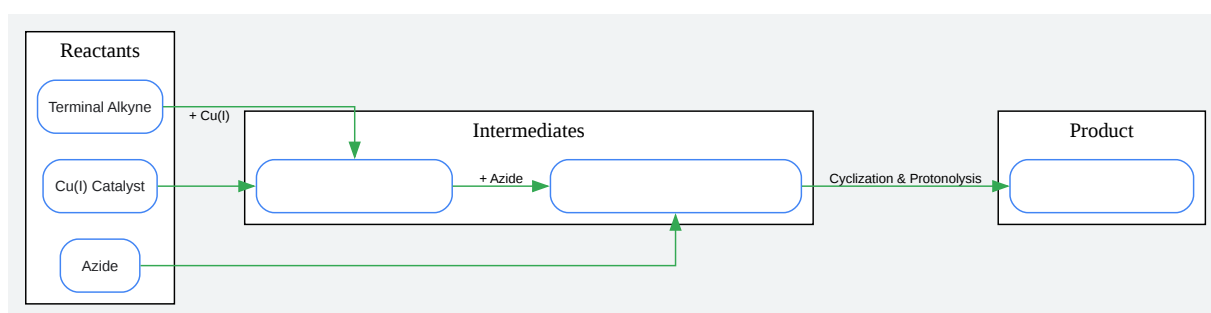 Reactants
Terminal Alkyne
+ Cu(I)
Cu(I) Catalyst
Azide
Intermediates
+ Azide
Cyclization & Protonolysis
Product